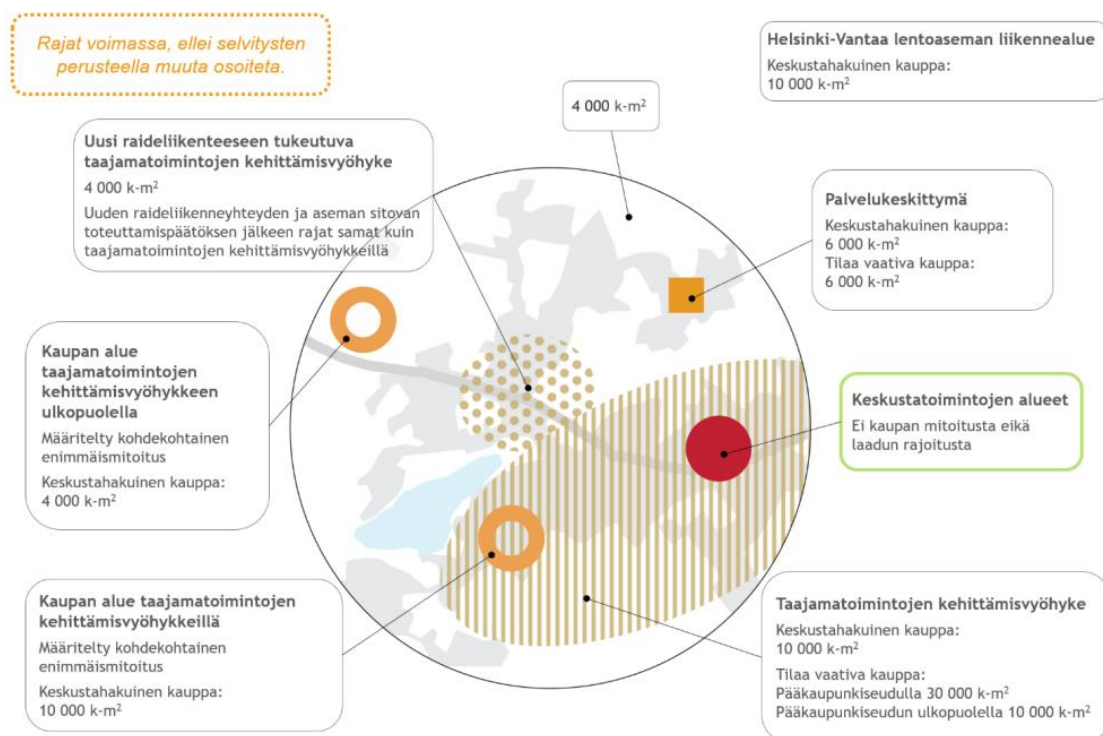 Rajat voimassa, ellei selvitysten
perusteella muuta osoiteta.
Helsinki-Vantaa lentoaseman liikennealue
Keskustahakuinen kauppa:
10 000 k-m²
4 000 k-m²
Uusi raideliikenteeseen tukeutuva
taajamatoimintojen kehittämisvyöhyke
4 000 k-m²
Uuden raideliikenneyhteyden ja aseman sitovan
toteuttamispäätöksen jälkeen rajat samat kuin
taajamatoimintojen kehittämisvyöhykkeillä
Palvelukeskittymä
Keskustahakuinen kauppa:
6 000 k-m²
Tilaa vaativa kauppa:
6 000 k-m²
Kaupan alue
taajamatoimintojen
kehittämisvyöhykkeen
ulkopuolella
Määritelty kohdekohtainen
enimmäismitoitus
Keskustahakuinen kauppa:
4 000 k-m²
Keskustatoimintojen alueet
Ei kaupan mitoitusta eikä
laadun rajoitusta
Kaupan alue taajamatoimintojen
kehittämisvyöhykkeillä
Määritelty kohdekohtainen
enimmäismitoitus
Keskustahakuinen kauppa:
10 000 k-m²
Taajamatoimintojen kehittämisvyöhyke
Keskustahakuinen kauppa:
10 000 k-m²
Tilaa vaativa kauppa:
Pääkaupunkiseudulla 30 000 k-m²
Pääkaupunkiseudun ulkopuolella 10 000 k-m²